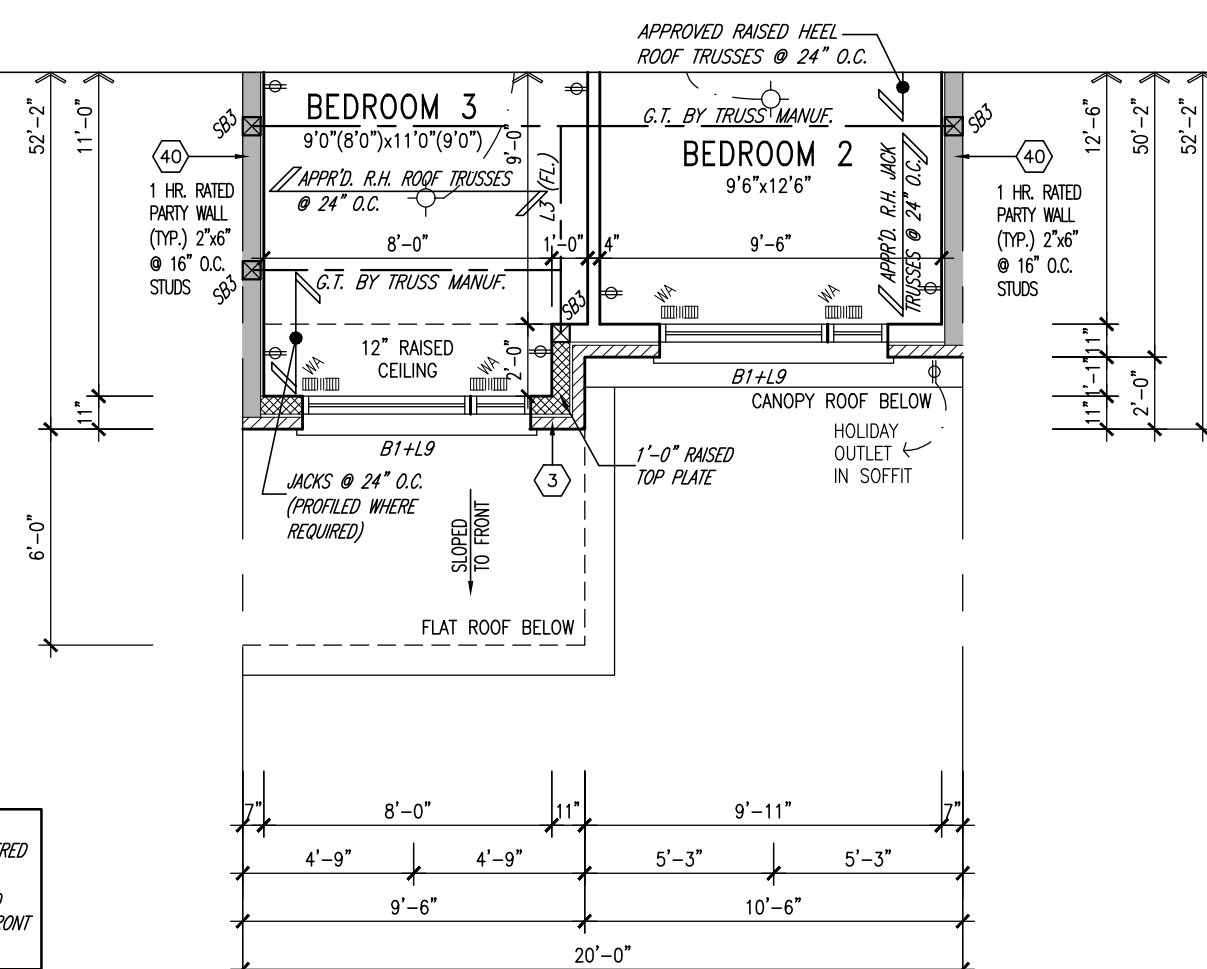 APPROVED RAISED HEEL
ROOF TRUSSES @ 24" O.C.
52'-2"
11'-0"
SB3
BEDROOM 3
9'0"(8'0")x11'0"(9'0")
9'-0"
G.T. BY TRUSS MANUF.
BEDROOM 2
9'6"x12'6"
SB3
12'-6"
50'-2"
52'-2"
40
1 HR. RATED
PARTY WALL
(TYP.) 2"x6"
@ 16" O.C.
STUDS
APPR'D. R.H. ROOF TRUSSES
@ 24" O.C.
L3 (FL.)
APPR'D. R.H. JACK
TRUSSES @ 24" O.C.
40
1 HR. RATED
PARTY WALL
(TYP.) 2"x6"
@ 16" O.C.
STUDS
8'-0"
1'-0"
4"
9'-6"
SB3
G.T. BY TRUSS MANUF.
SB3
WA
WA
12" RAISED
CEILING
2'-0"
WA
WA
11"
B1+L9
CANOPY ROOF BELOW
11"
1'-1"
11"
2'-0"
B1+L9
HOLIDAY
OUTLET
IN SOFFIT
1'-0" RAISED
TOP PLATE
3
JACKS @ 24" O.C.
(PROFILED WHERE
REQUIRED)
6'-0"
SLOPED
TO FRONT
FLAT ROOF BELOW
7"
8'-0"
11"
9'-11"
7"
4'-9"
4'-9"
5'-3"
5'-3"
9'-6"
10'-6"
20'-0"
RED
RONT